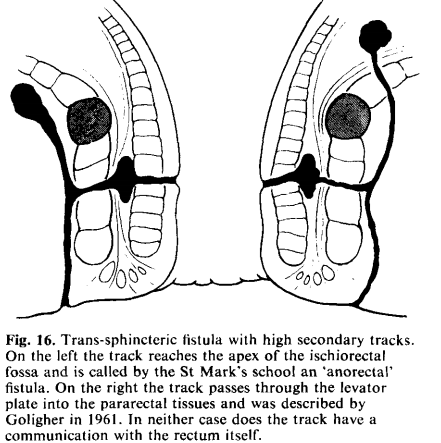 Fig. 16. Trans-sphincteric fistula with high secondary tracks.
On the left the track reaches the apex of the ischiorectal
fossa and is called by the St Mark's school an 'anorectal'
fistula. On the right the track passes through the levator
plate into the pararectal tissues and was described by
Goligher in 1961. In neither case does the track have a
communication with the rectum itself.